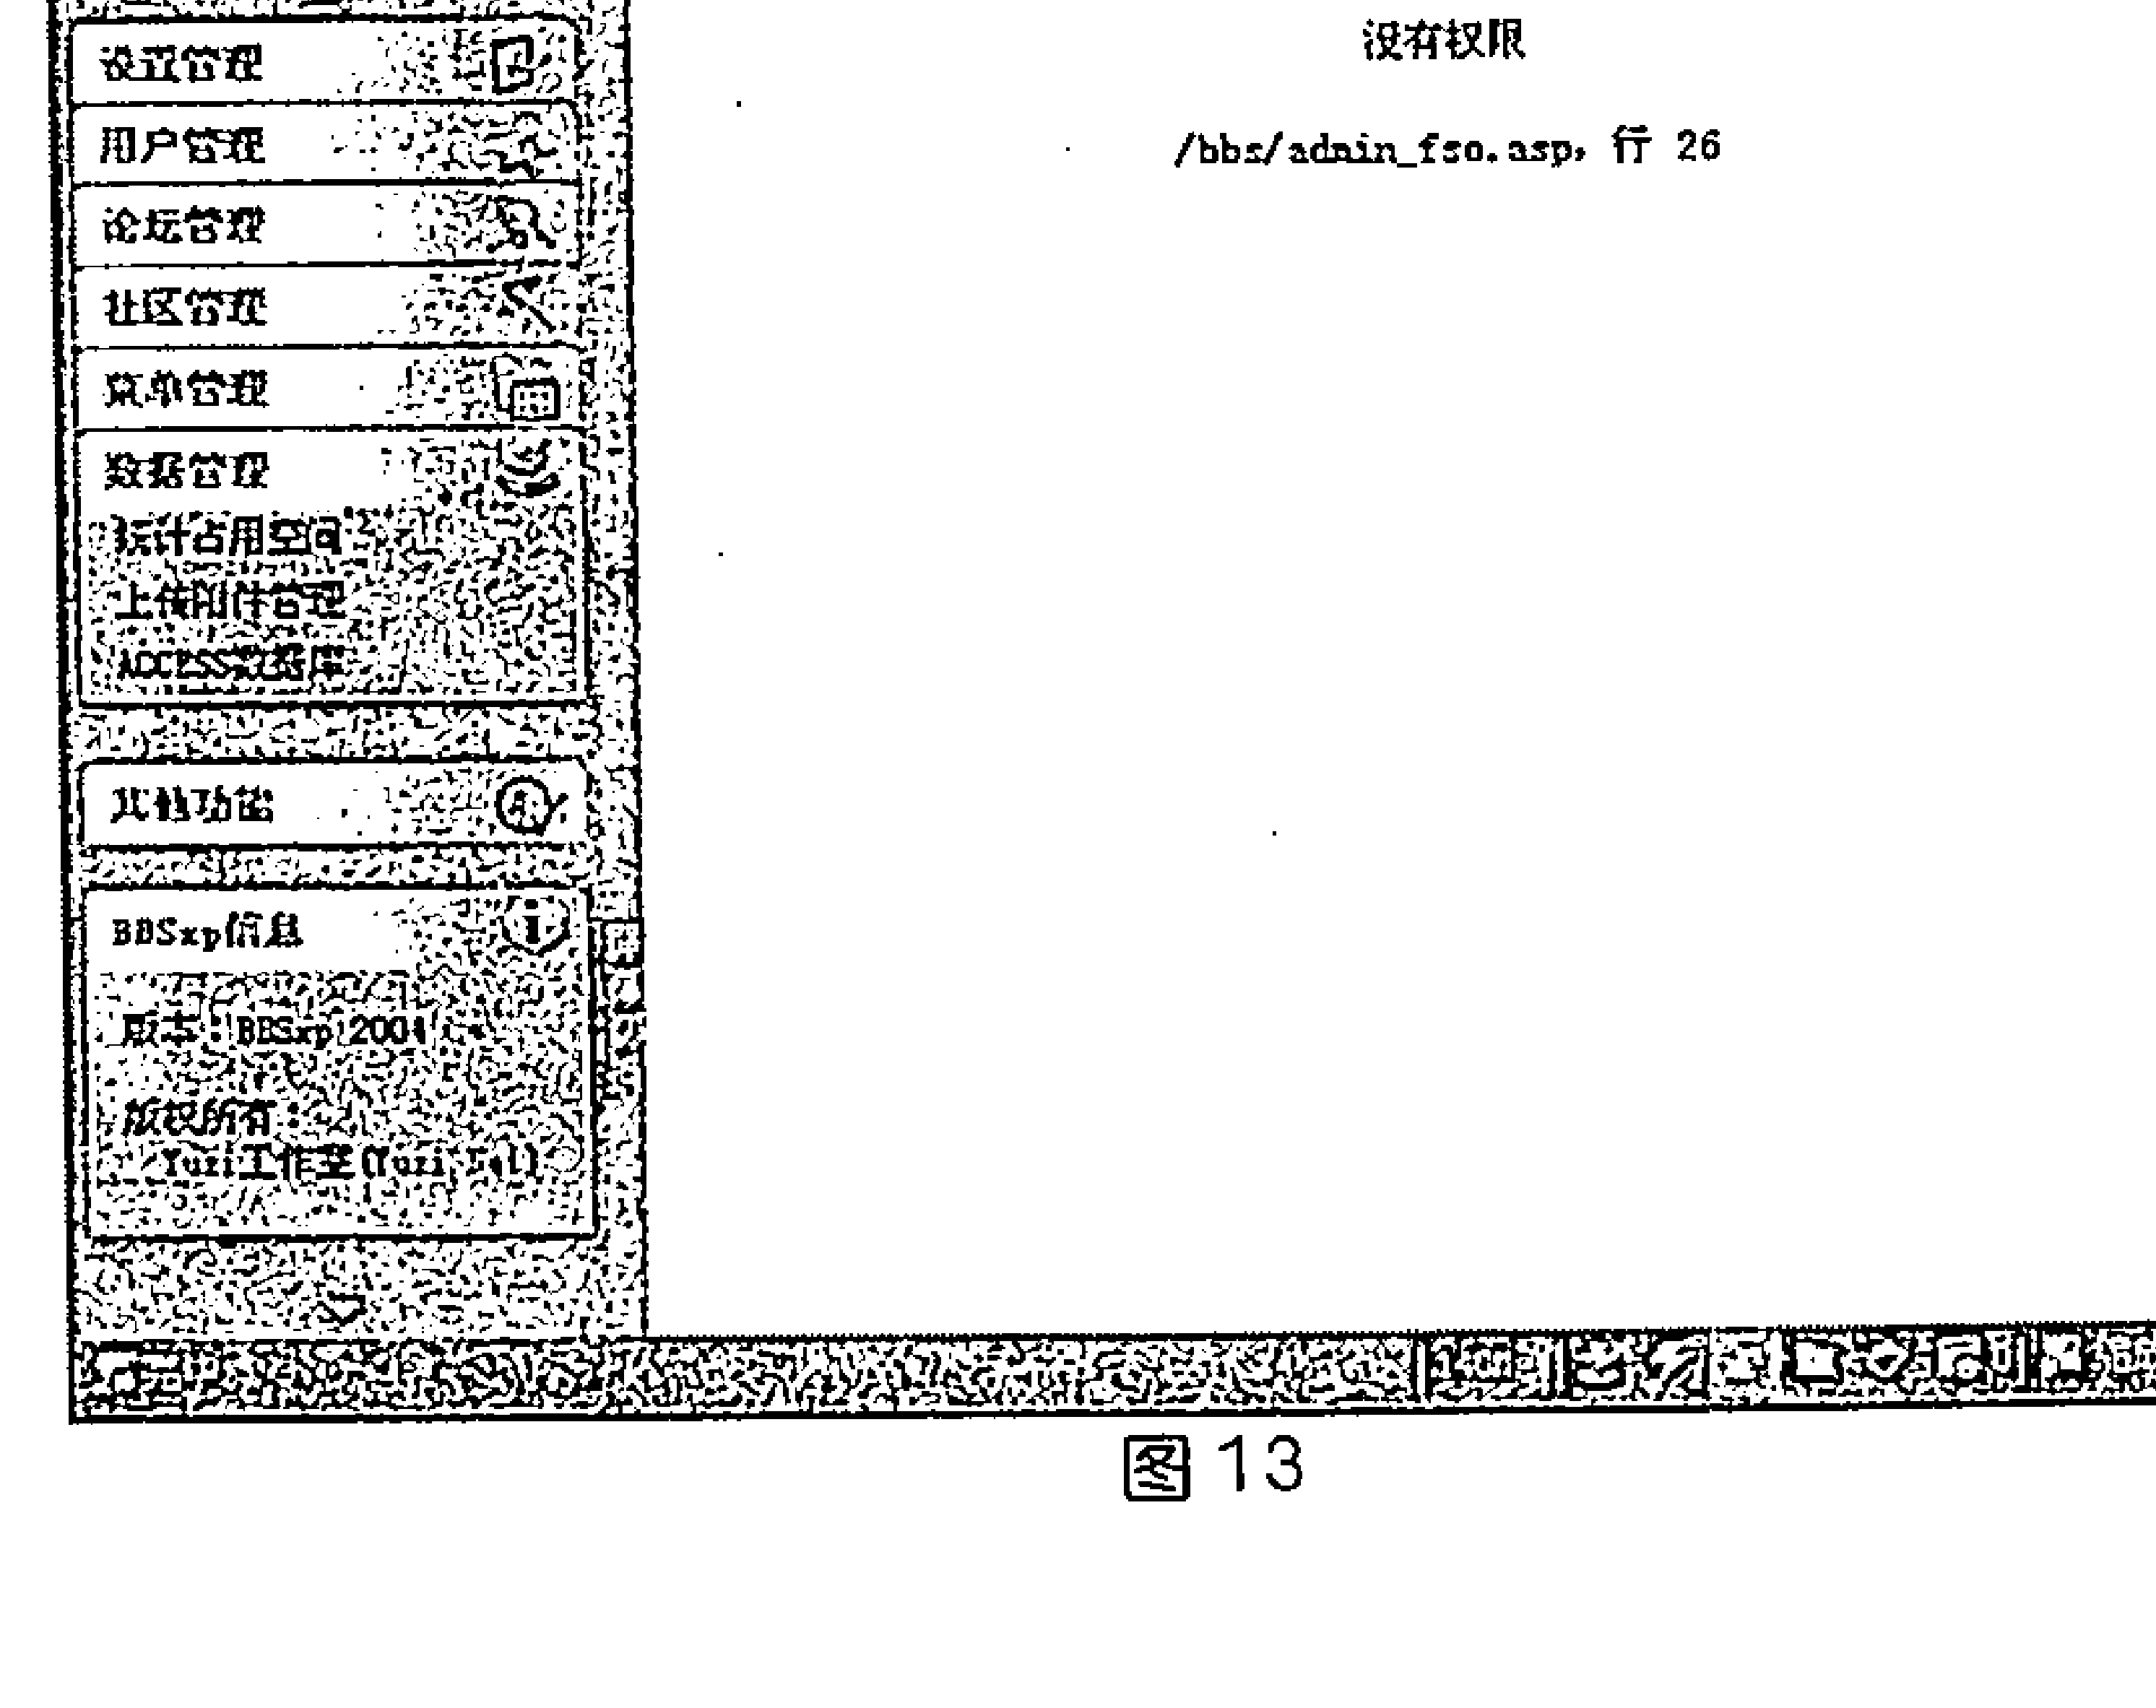 设置管理
用户管理
论坛管理
社区管理
菜单管理
数据管理
统计占用空间
上传附件管理
ACCESS数据库
其他功能
BBSxp信息
版本：BBSxp 2004
版权所有：
Yuzi工作室(Yuzi
没有权限
/bbs/admin_fso.asp，行 26
图 13